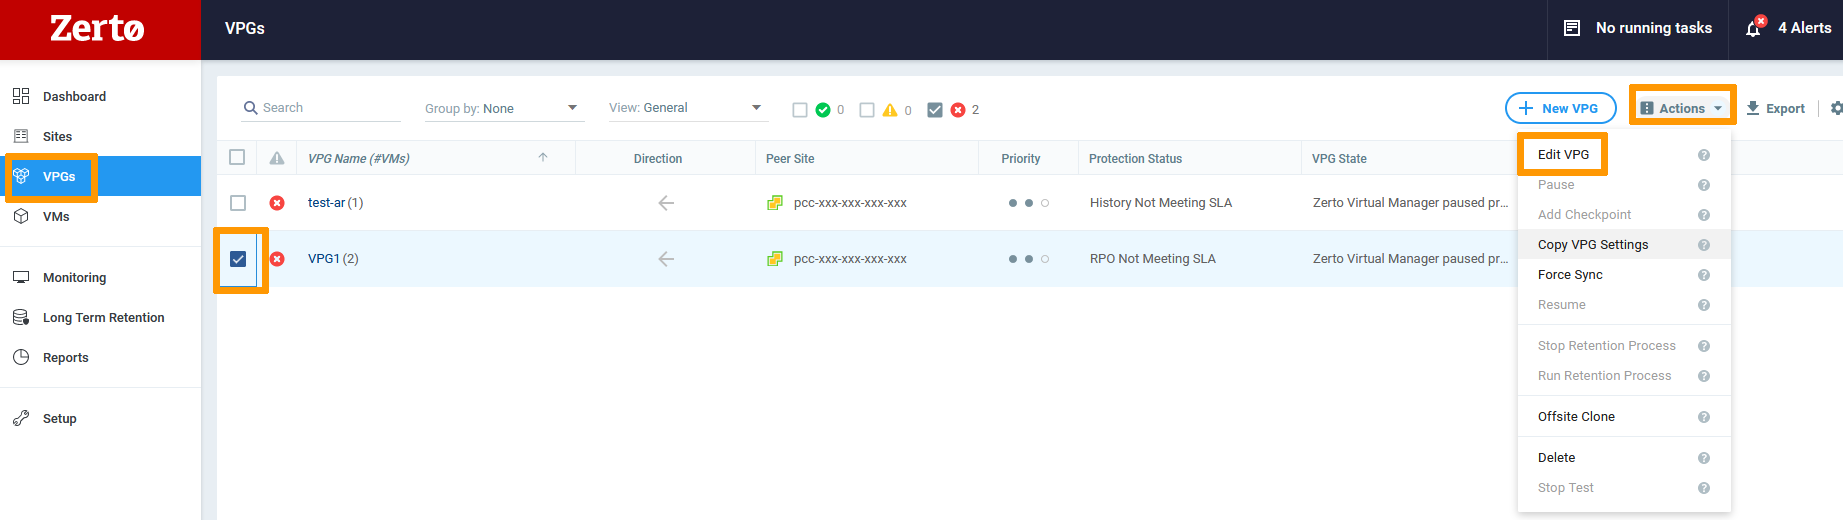 Zerto
VPGs
No running tasks
4 Alerts
Dashboard
Sites
VPGs
VMs
Monitoring
Long Term Retention
Reports
Setup
Search
Group by: None
View: General
0
0
2
New VPG
Actions
Export
VPG Name (#VMs)
Direction
Peer Site
Priority
Protection Status
VPG State
test-ar (1)
pcc-xxx-xxx-xxx-xxx
History Not Meeting SLA
Zerto Virtual Manager paused pr...
VPG1 (2)
pcc-xxx-xxx-xxx-xxx
RPO Not Meeting SLA
Zerto Virtual Manager paused pr...
Edit VPG
Pause
Add Checkpoint
Copy VPG Settings
Force Sync
Resume
Stop Retention Process
Run Retention Process
Offsite Clone
Delete
Stop Test